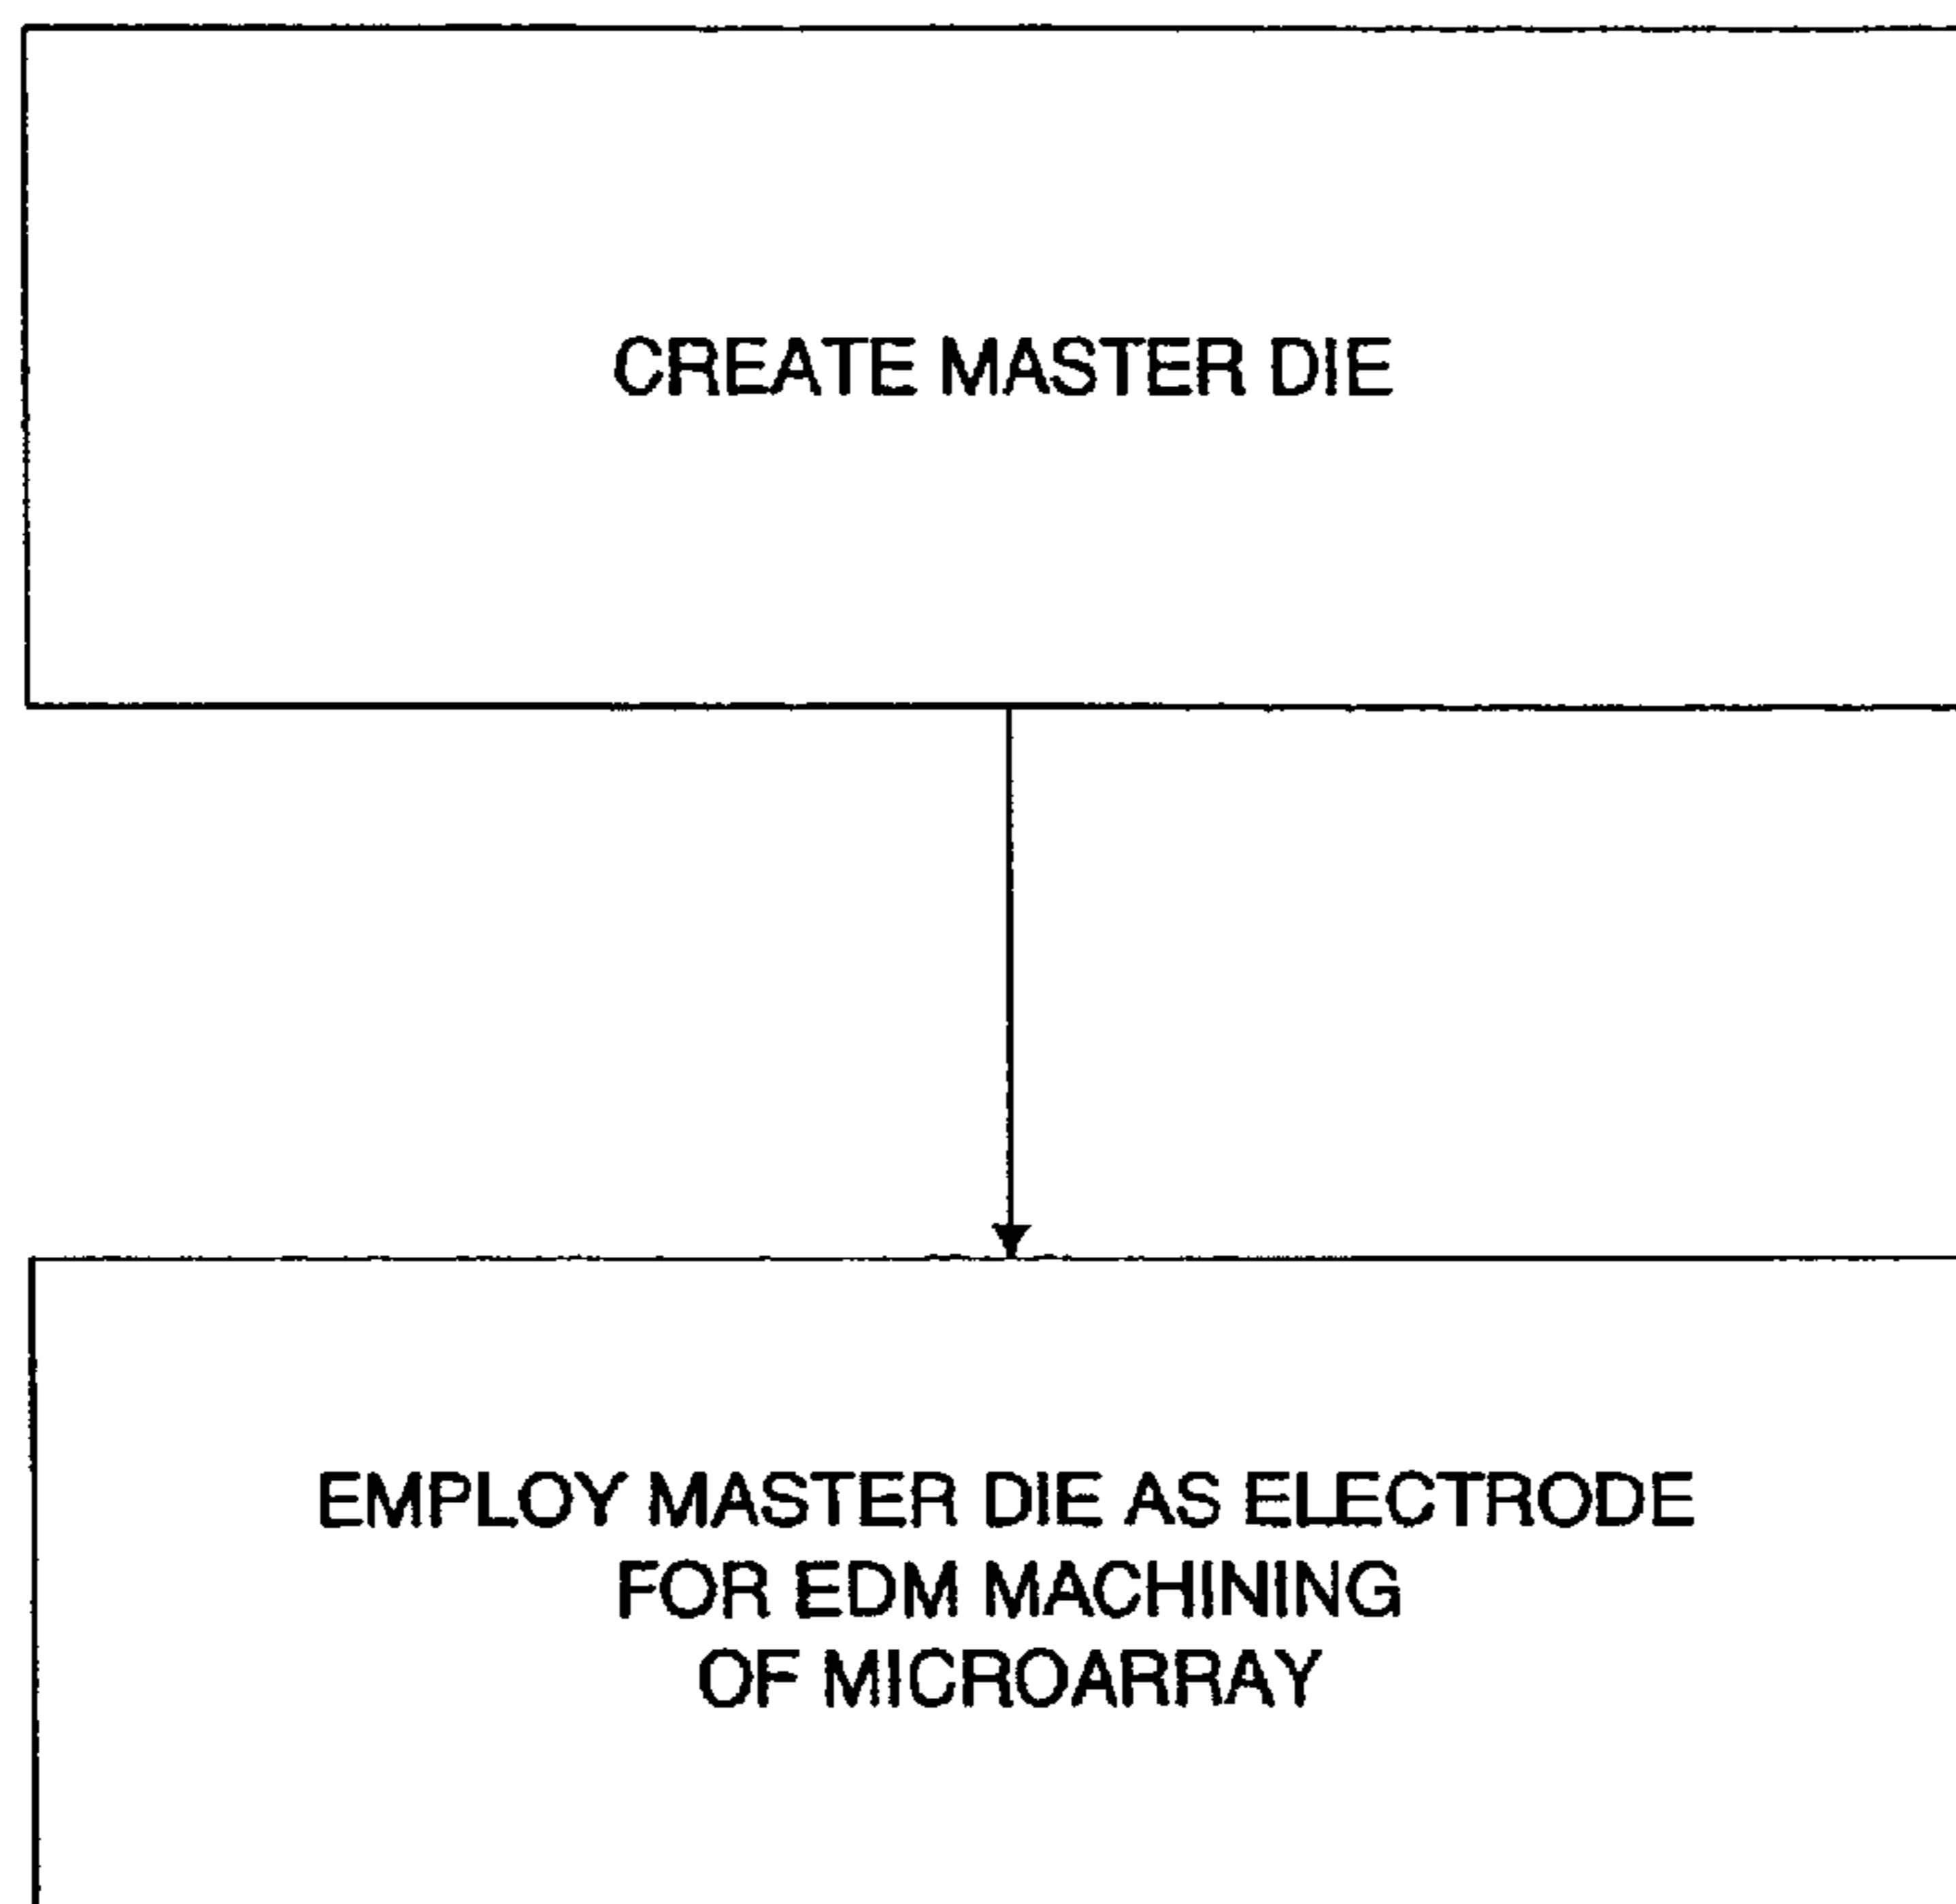 CREATE MASTER DIE
EMPLOY MASTER DIE AS ELECTRODE
FOR EDM MACHINING
OF MICROARRAY